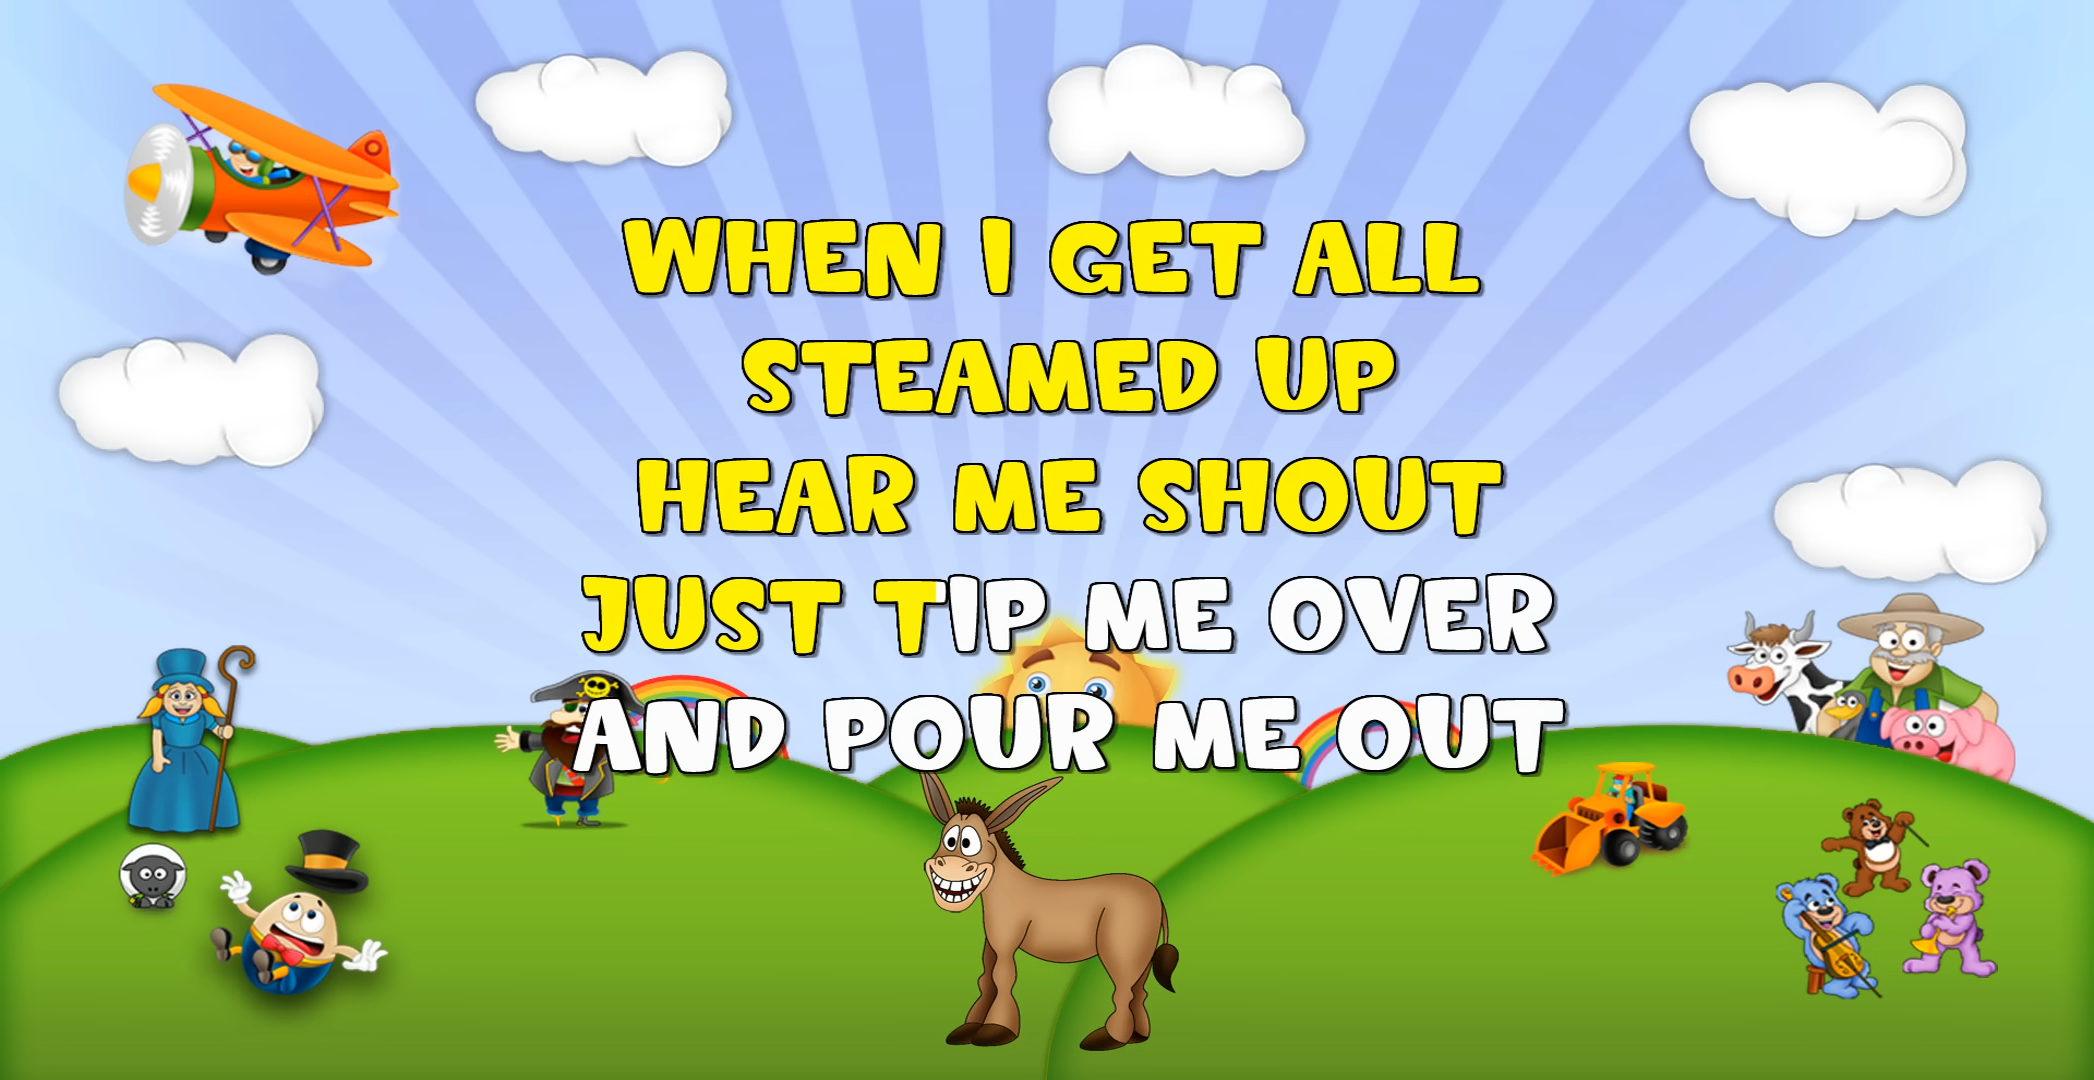 WHEN I GET ALL
STEAMED UP
HEAR ME SHOUT
JUST TIP ME OVER
AND POUR ME OUT